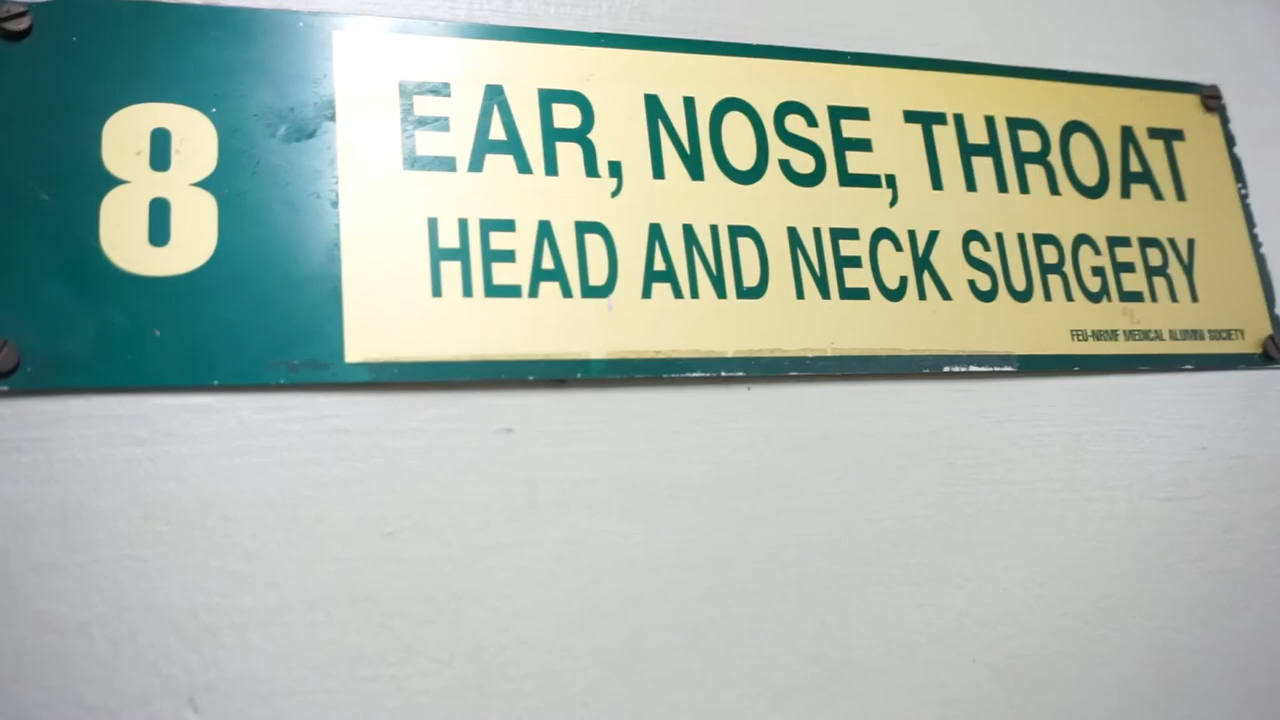 8
EAR, NOSE, THROAT
HEAD AND NECK SURGERY
FEU-NRMF MEDICAL ALUMNI SOCIETY